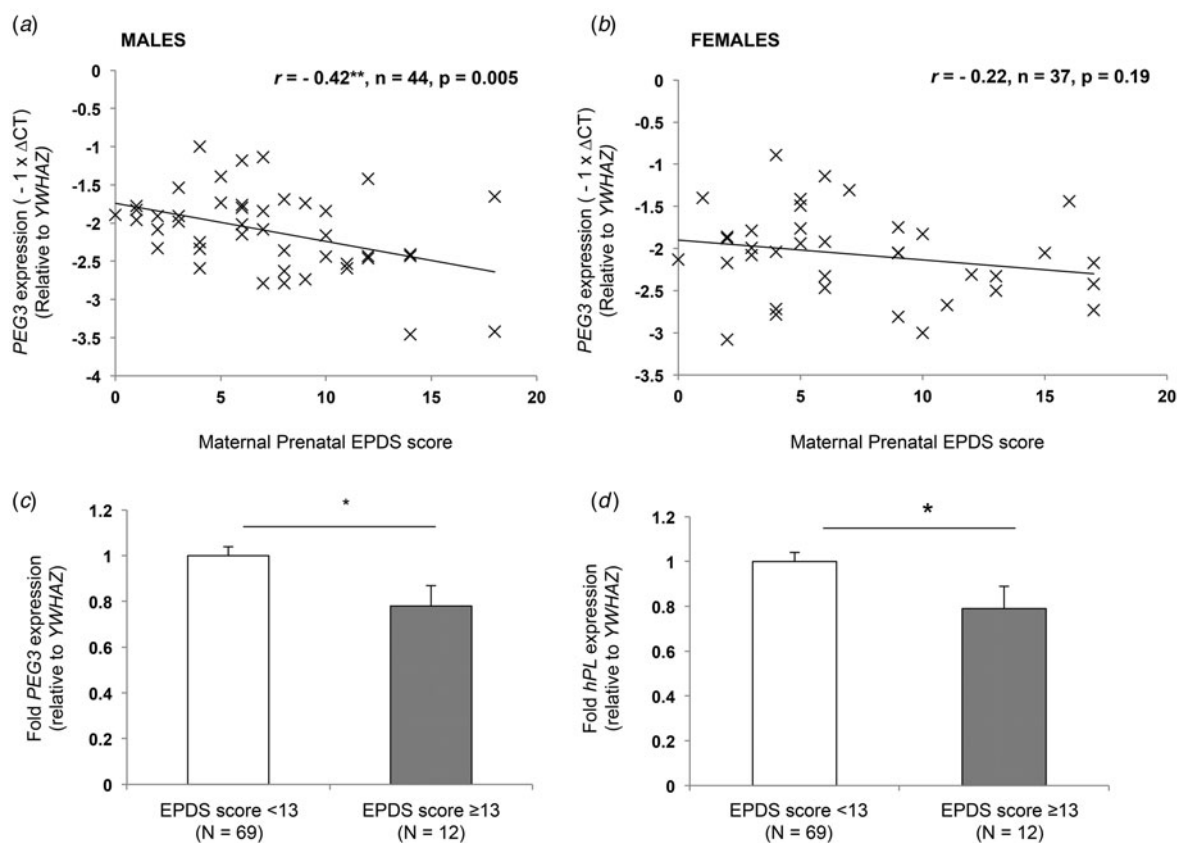 (a)
MALES
r = - 0.42**, n = 44, p = 0.005
PEG3 expression ( - 1 x ΔCT)
(Relative to YWHAZ)
0
-0.5
-1
-1.5
-2
-2.5
-3
-3.5
-4
0 5 10 15 20
Maternal Prenatal EPDS score
(b)
FEMALES
r = - 0.22, n = 37, p = 0.19
PEG3 expression ( - 1 x ΔCT)
(Relative to YWHAZ)
0.0
-0.5
-1
-1.5
-2
-2.5
-3
-3.5
0 5 10 15 20
Maternal Prenatal EPDS score
(c)
*
Fold PEG3 expression
(relative to YWHAZ)
1.2
1
0.8
0.6
0.4
0.2
0
EPDS score <13
(N = 69)
EPDS score ≥13
(N = 12)
(d)
*
Fold hPL expression
(relative to YWHAZ)
1.2
1
0.8
0.6
0.4
0.2
0
EPDS score <13
(N = 69)
EPDS score ≥13
(N = 12)